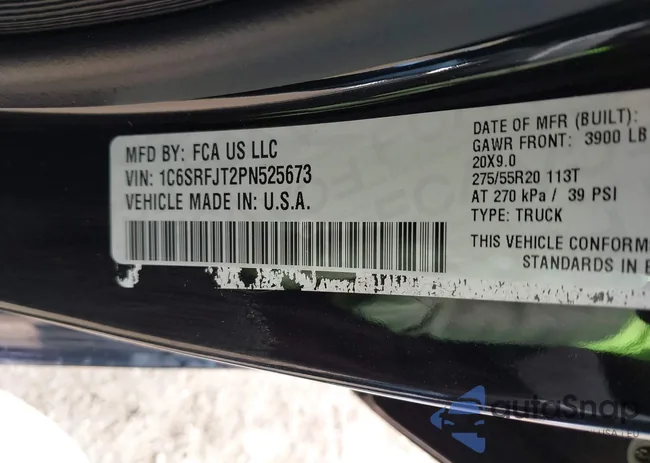 MFD BY: FCA US LLC
VIN: 1C6SRFJT2PN525673
VEHICLE MADE IN: U.S.A.
DATE OF MFR (BUILT):
GAWR FRONT: 3900 LB
20X9.0
275/55R20 113T
AT 270 kPa / 39 PSI
TYPE: TRUCK
THIS VEHICLE CONFORM
STANDARDS IN E
autoSnap